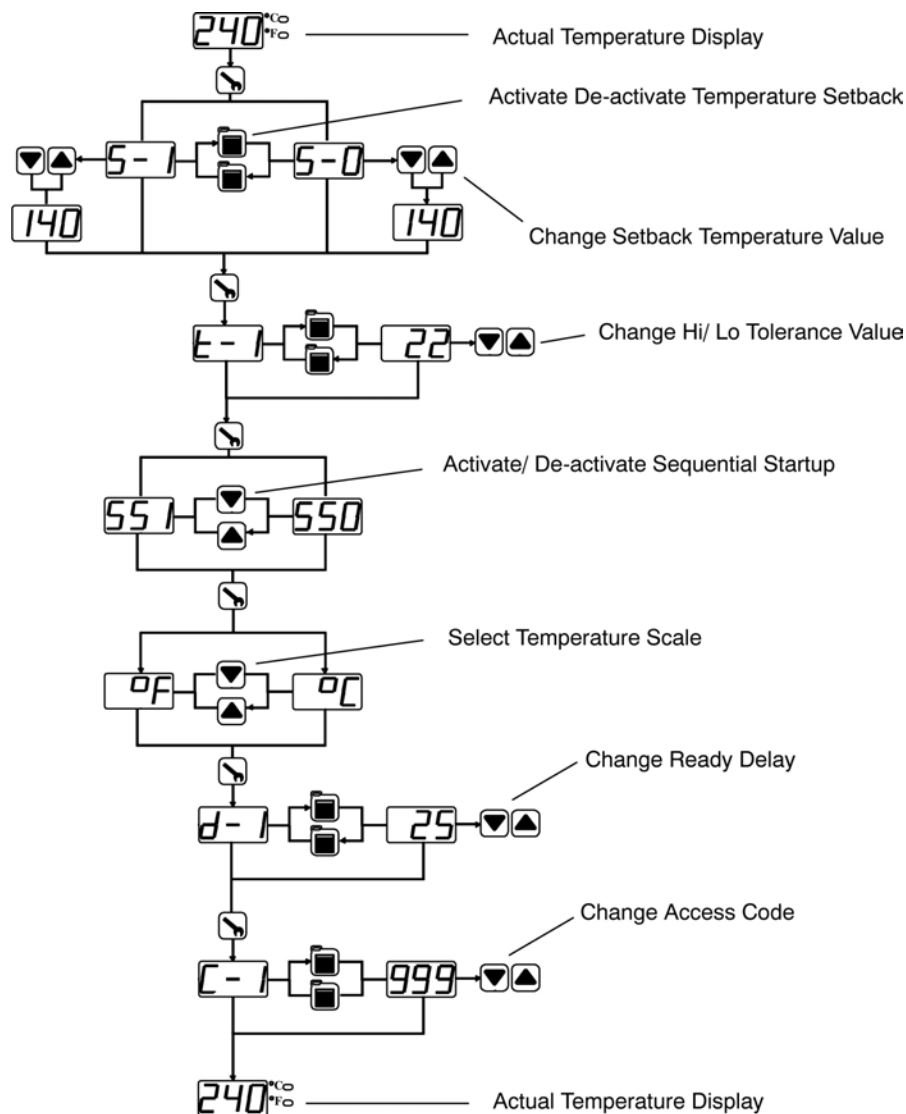 240 °C
°F
Actual Temperature Display
Activate De-activate Temperature Setback
S-1
S-0
140
140
Change Setback Temperature Value
t-1
22
Change Hi/ Lo Tolerance Value
Activate/ De-activate Sequential Startup
SS1
SS0
Select Temperature Scale
°F
°C
Change Ready Delay
d-1
25
Change Access Code
C-1
999
240 °C
°F
Actual Temperature Display